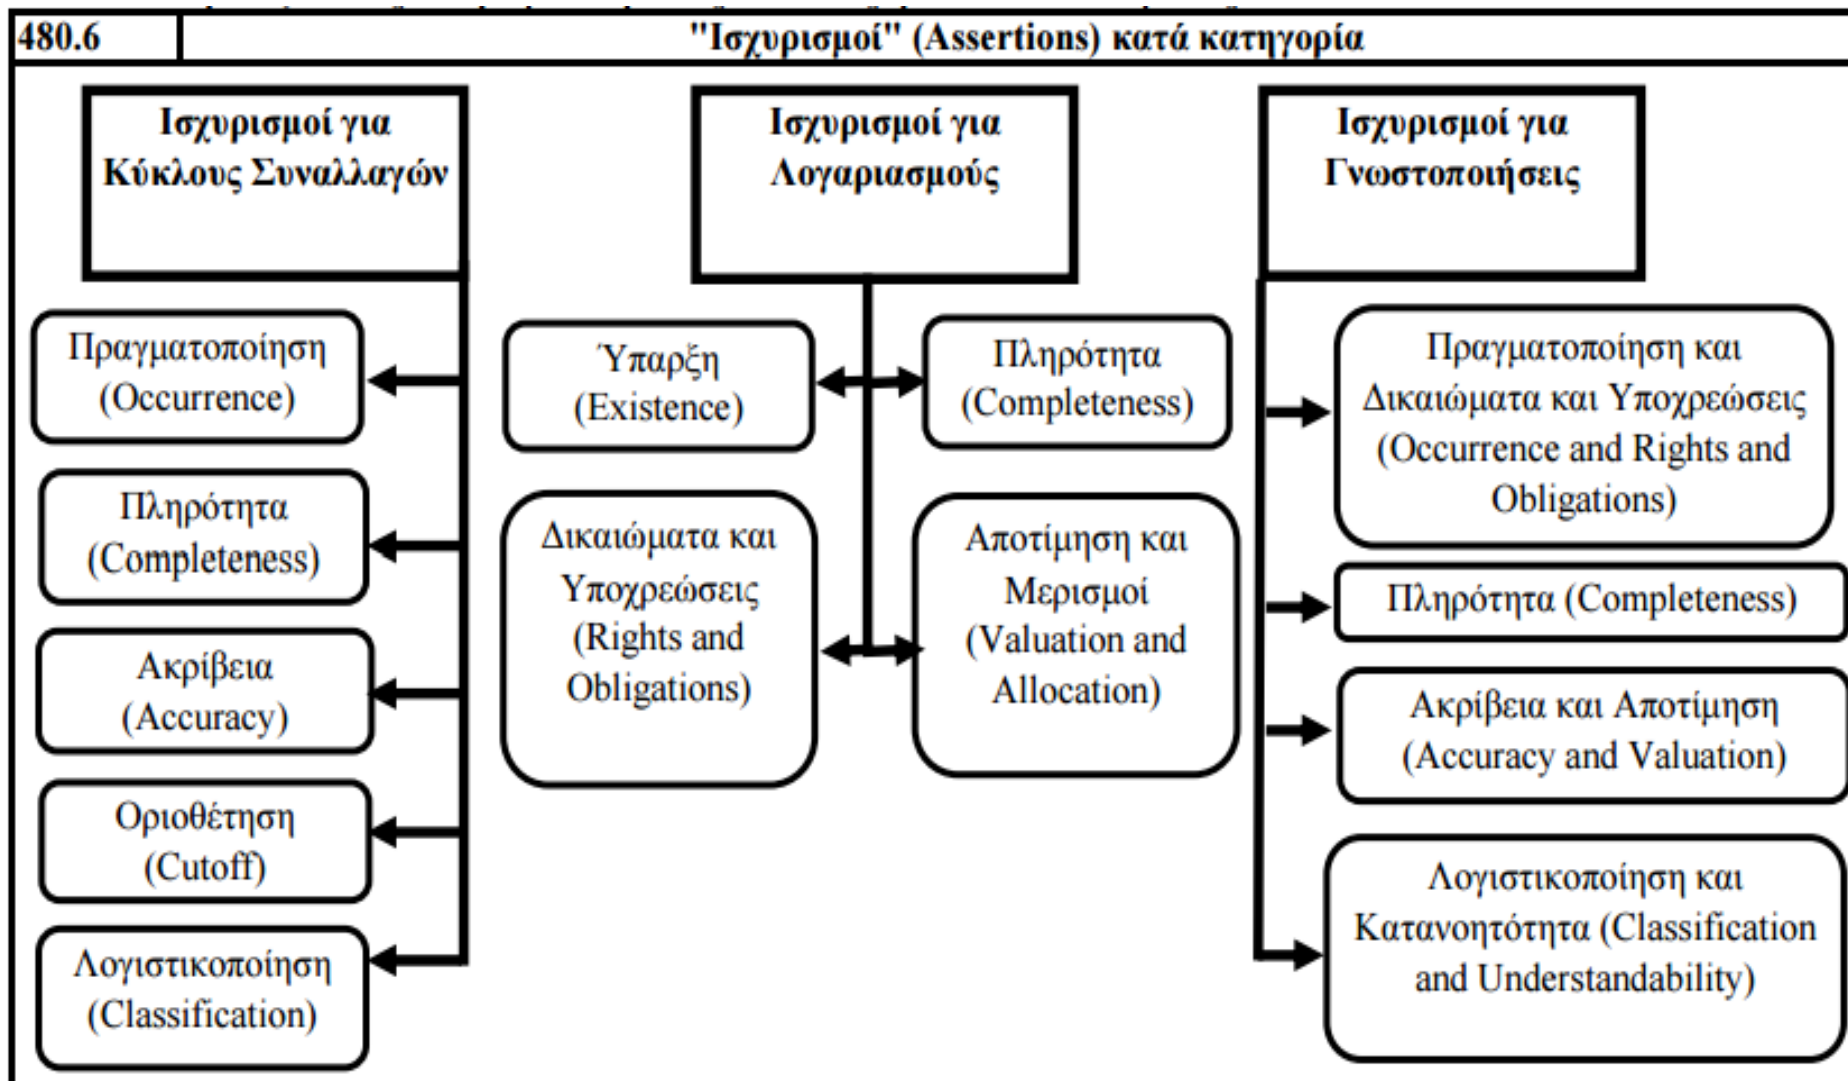 480.6
"Ισχυρισμοί" (Assertions) κατά κατηγορία
Ισχυρισμοί για
Κύκλους Συναλλαγών
Πραγματοποίηση
(Occurrence)
Πληρότητα
(Completeness)
Ακρίβεια
(Accuracy)
Οριοθέτηση
(Cutoff)
Λογιστικοποίηση
(Classification)
Ισχυρισμοί για
Λογαριασμούς
Ύπαρξη
(Existence)
Πληρότητα
(Completeness)
Δικαιώματα και
Υποχρεώσεις
(Rights and
Obligations)
Αποτίμηση και
Μερισμοί
(Valuation and
Allocation)
Ισχυρισμοί για
Γνωστοποιήσεις
Πραγματοποίηση και
Δικαιώματα και Υποχρεώσεις
(Occurrence and Rights and
Obligations)
Πληρότητα (Completeness)
Ακρίβεια και Αποτίμηση
(Accuracy and Valuation)
Λογιστικοποίηση και
Κατανοητότητα (Classification
and Understandability)